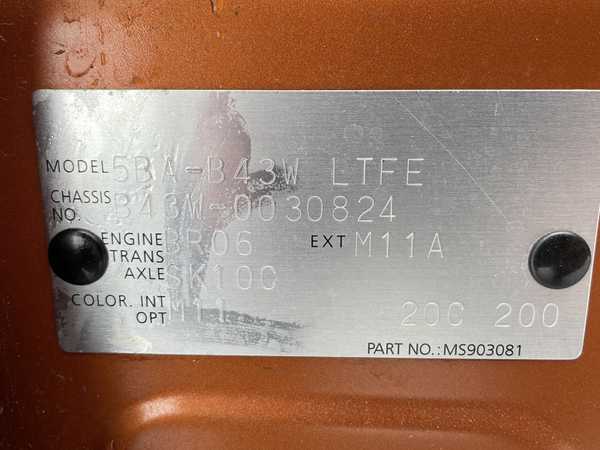 MODEL 5BA-B43W LTFE
CHASSIS NO. B43W-0030824
ENGINE BR06 EXT M11A
TRANS AXLE SK10C
COLOR. INT OPT M11 20C 200
PART NO.:MS903081